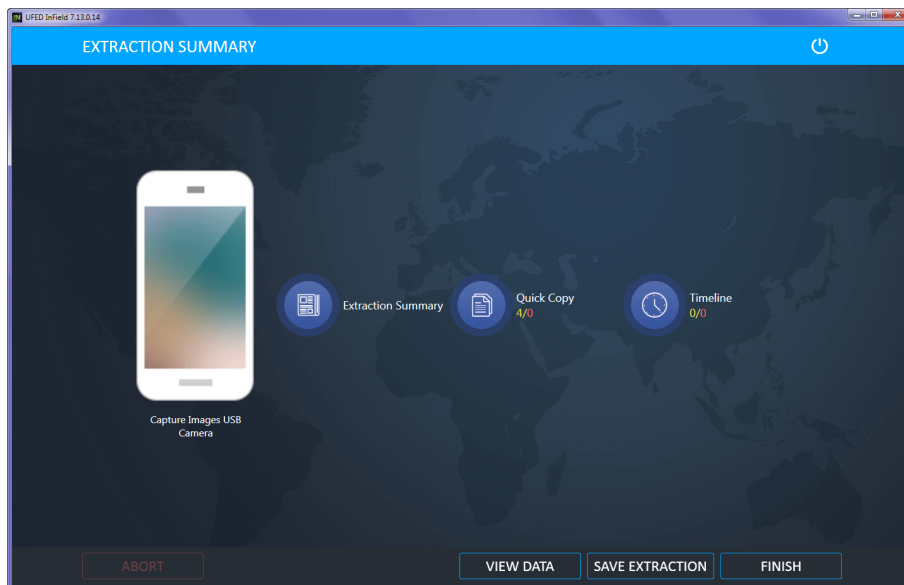 UFED InField 7.13.0.14
EXTRACTION SUMMARY
Extraction Summary
Quick Copy
4/0
Timeline
0/0
Capture Images USB
Camera
ABORT
VIEW DATA
SAVE EXTRACTION
FINISH